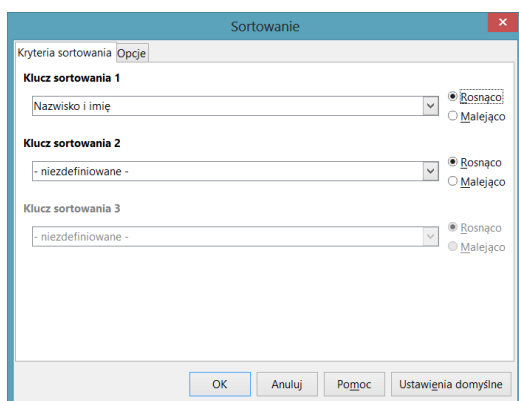 Sortowanie
Kryteria sortowania Opcje
Klucz sortowania 1
Nazwisko i imię
Rosnąco
Malejąco
Klucz sortowania 2
- niezdefiniowane -
Rosnąco
Malejąco
Klucz sortowania 3
- niezdefiniowane -
Rosnąco
Malejąco
OK Anuluj Pomoc Ustawienia domyślne